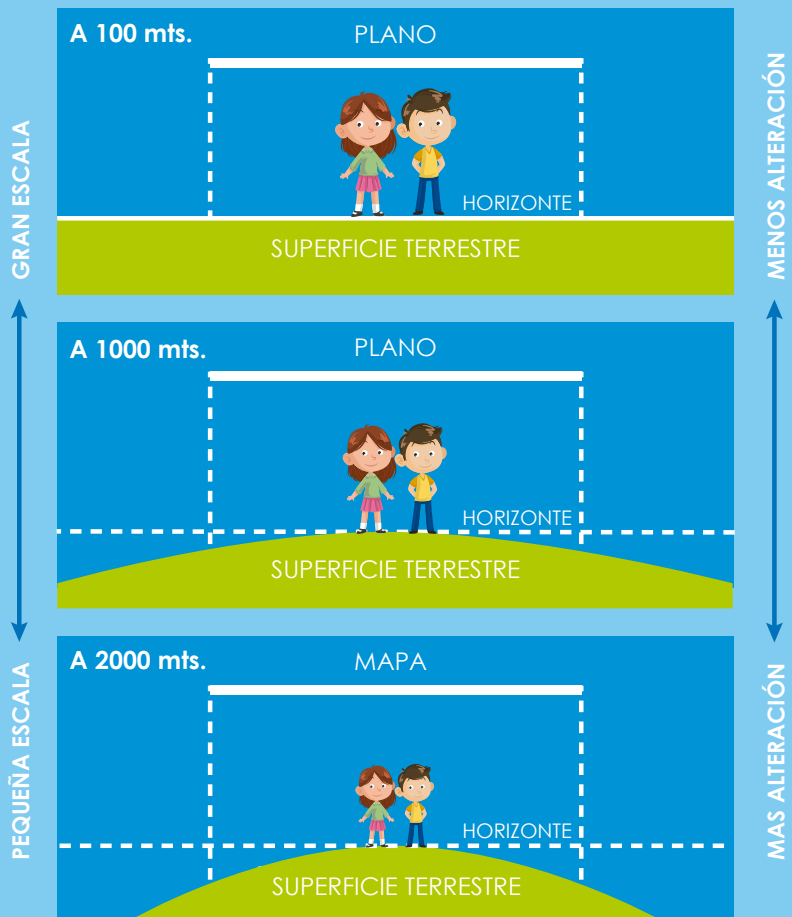 A 100 mts.
PLANO
HORIZONTE
SUPERFICIE TERRESTRE
GRAN ESCALA
MENOS ALTERACIÓN
A 1000 mts.
PLANO
HORIZONTE
SUPERFICIE TERRESTRE
A 2000 mts.
MAPA
HORIZONTE
SUPERFICIE TERRESTRE
PEQUEÑA ESCALA
MAS ALTERACIÓN